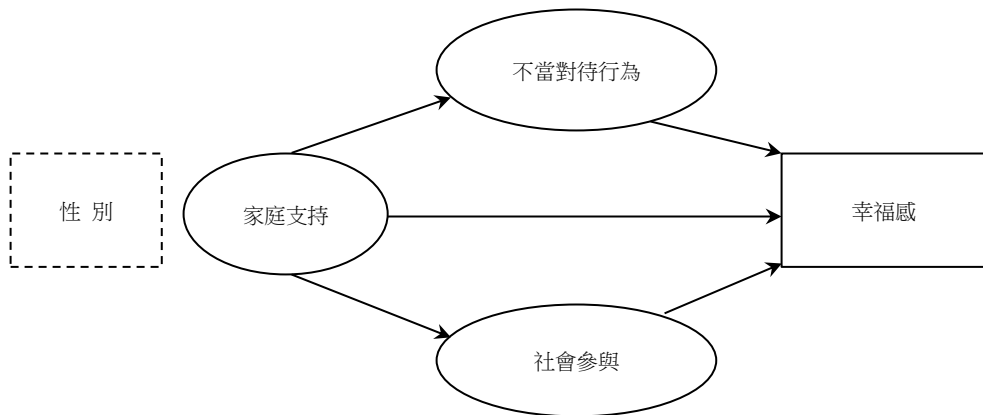 不當對待行為
性 別
家庭支持
幸福感
社會參與